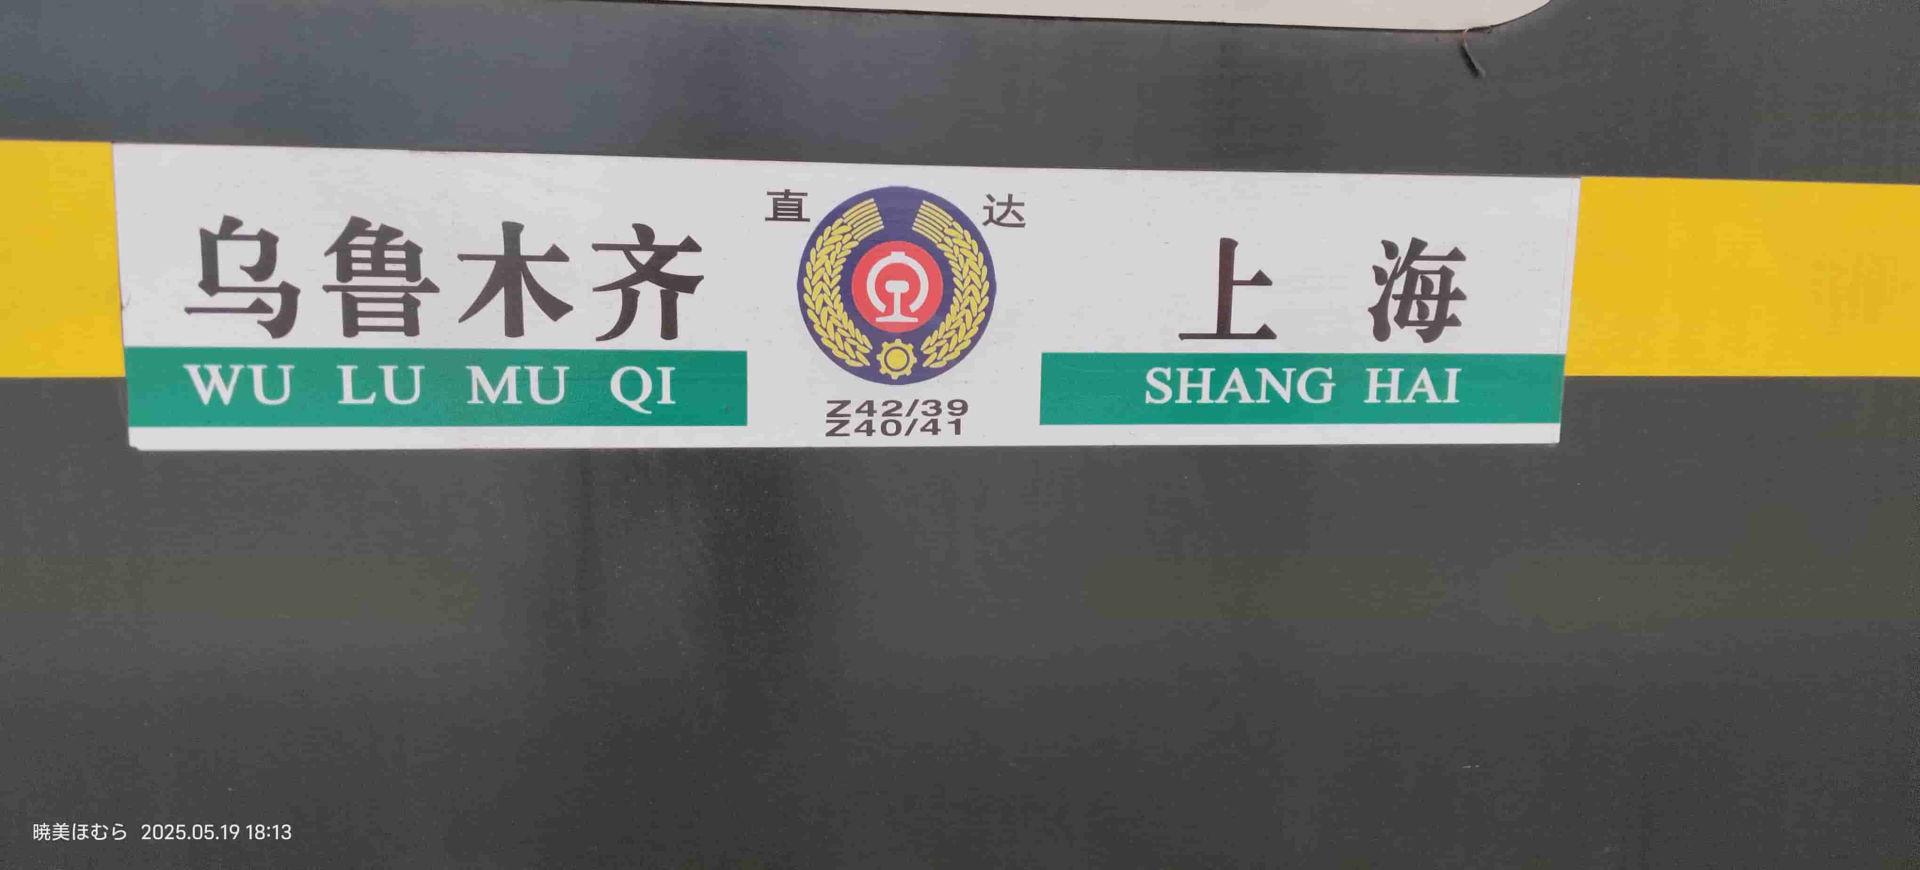 直 达
乌鲁木齐 上海
WU LU MU QI SHANG HAI
Z42/39
Z40/41
暁美ほむら 2025.05.19 18:13